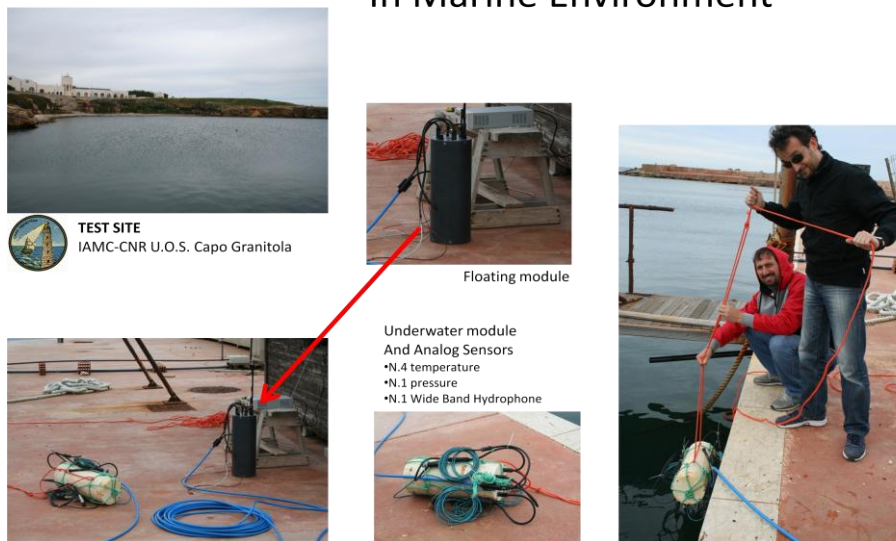 in Marine Environment
TEST SITE
IAMC-CNR U.O.S. Capo Granitola
Floating module
Underwater module
And Analog Sensors
•N.4 temperature
•N.1 pressure
•N.1 Wide Band Hydrophone